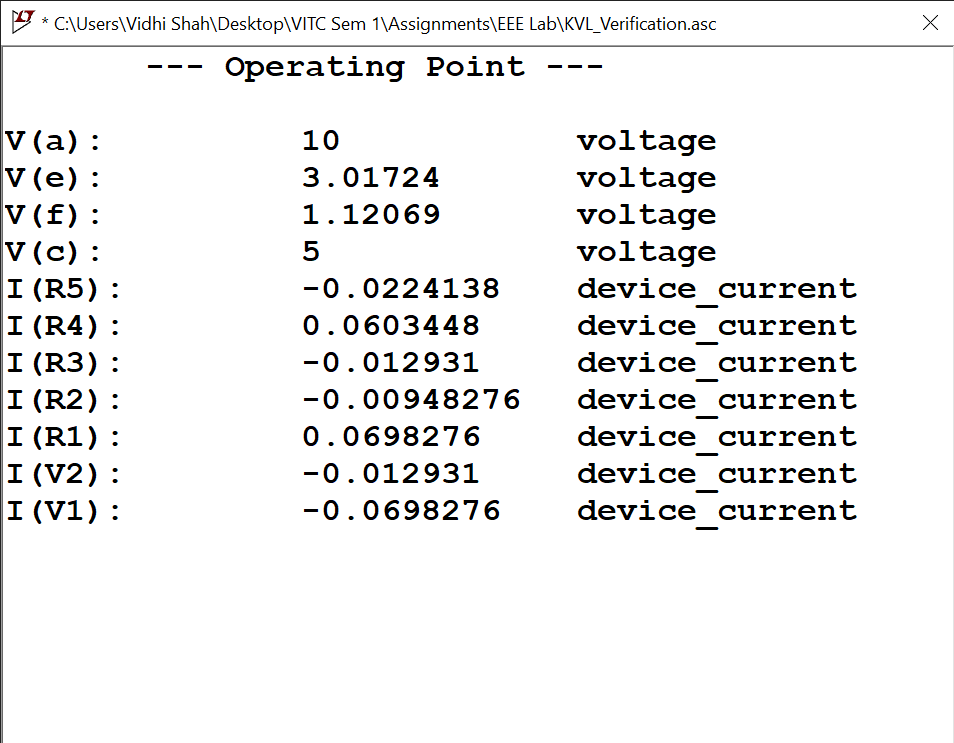 * C:\Users\Vidhi Shah\Desktop\VITC Sem 1\Assignments\EEE Lab\KVL_Verification.asc
--- Operating Point ---
V(a): 10 voltage
V(e): 3.01724 voltage
V(f): 1.12069 voltage
V(c): 5 voltage
I(R5): -0.0224138 device_current
I(R4): 0.0603448 device_current
I(R3): -0.012931 device_current
I(R2): -0.00948276 device_current
I(R1): 0.0698276 device_current
I(V2): -0.012931 device_current
I(V1): -0.0698276 device_current